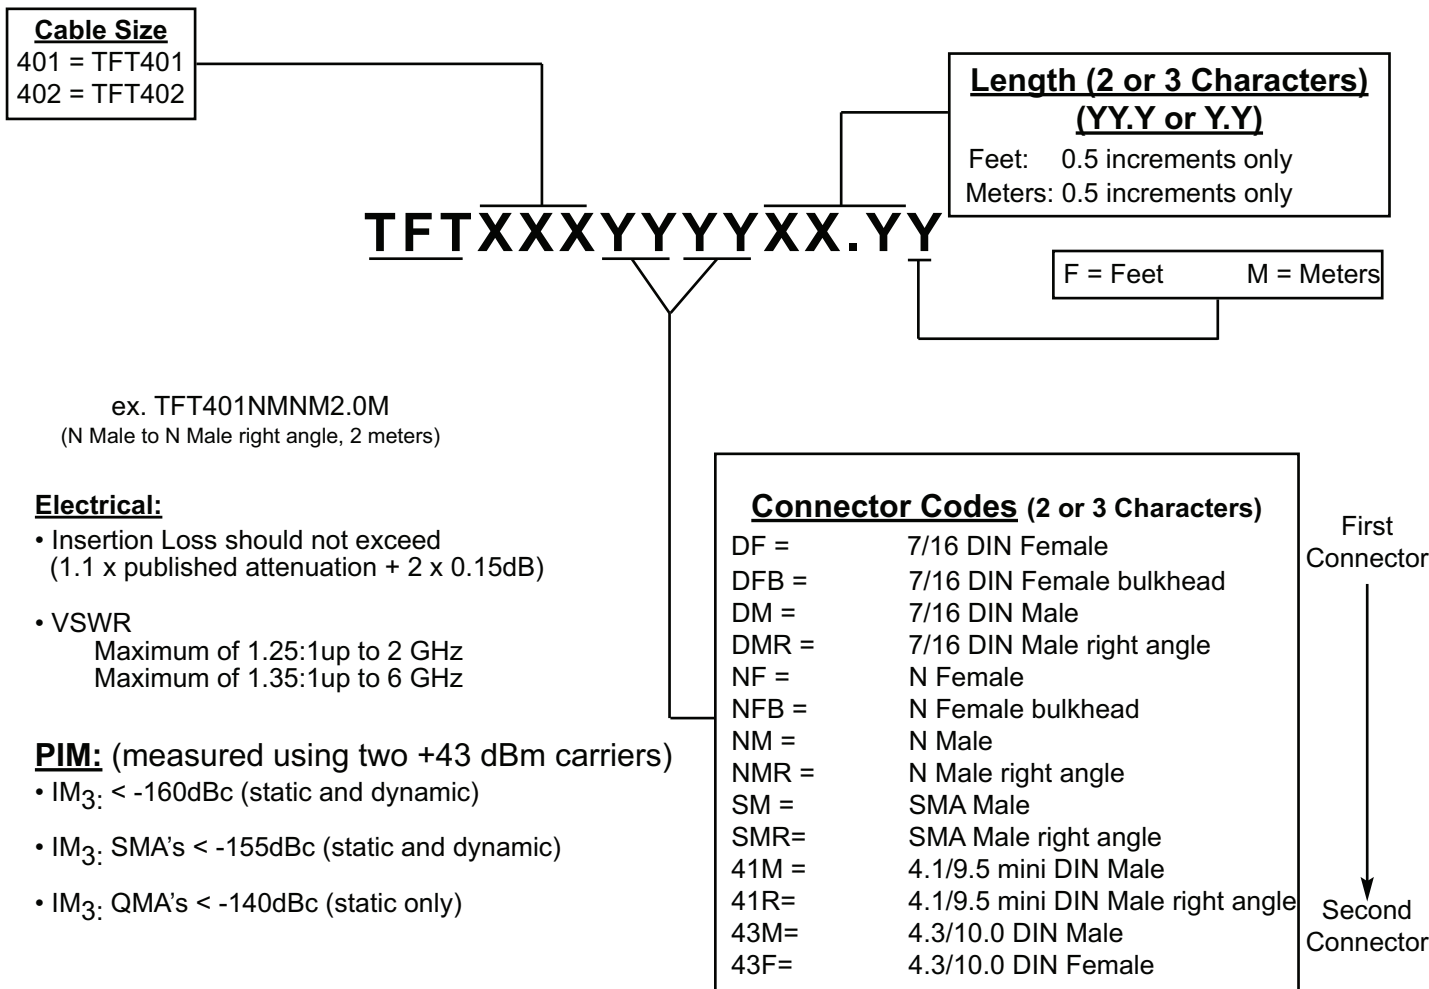 Cable Size
401 = TFT401
402 = TFT402
Length (2 or 3 Characters)
(YY.Y or Y.Y)
Feet: 0.5 increments only
Meters: 0.5 increments only
TFTXXXYYYYXX.YY
F = Feet M = Meters
ex. TFT401NMNM2.0M
(N Male to N Male right angle, 2 meters)
Electrical:
• Insertion Loss should not exceed
(1.1 x published attenuation + 2 x 0.15dB)
• VSWR
Maximum of 1.25:1up to 2 GHz
Maximum of 1.35:1up to 6 GHz
PIM: (measured using two +43 dBm carriers)
• IM3: < -160dBc (static and dynamic)
• IM3: SMA's < -155dBc (static and dynamic)
• IM3: QMA's < -140dBc (static only)
Connector Codes (2 or 3 Characters)
DF = 7/16 DIN Female
DFB = 7/16 DIN Female bulkhead
DM = 7/16 DIN Male
DMR = 7/16 DIN Male right angle
NF = N Female
NFB = N Female bulkhead
NM = N Male
NMR = N Male right angle
SM = SMA Male
SMR= SMA Male right angle
41M = 4.1/9.5 mini DIN Male
41R= 4.1/9.5 mini DIN Male right angle
43M= 4.3/10.0 DIN Male
43F= 4.3/10.0 DIN Female
First
Connector
Second
Connector